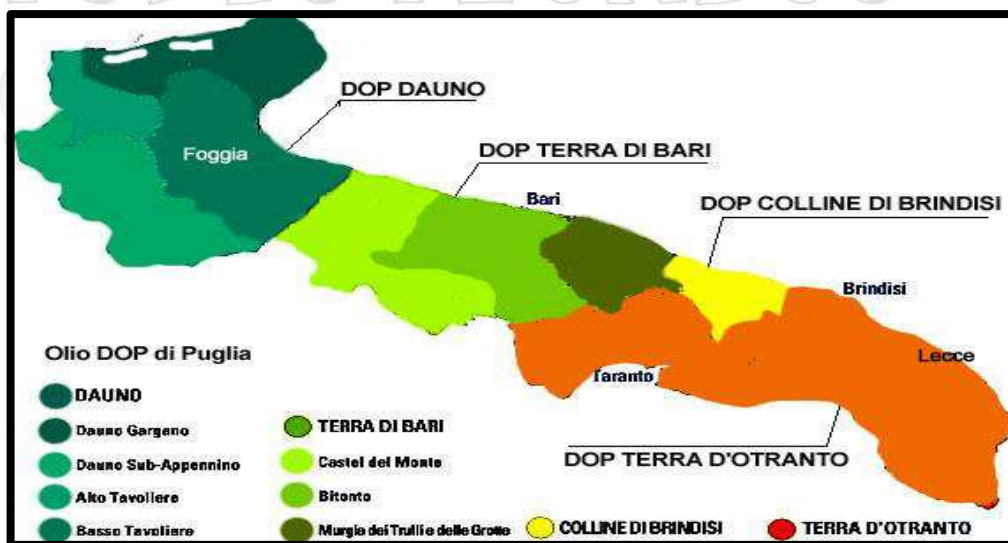 DOP DAUNO
Foggia
DOP TERRA DI BARI
Bari
DOP COLLINE DI BRINDISI
Brindisi
Olio DOP di Puglia
Lecce
Taranto
DAUNO
Dauno Gargano
TERRA DI BARI
DOP TERRA D'OTRANTO
Dauno Sub-Appennino
Castel del Monte
Alto Tavoliere
Bitonto
Basso Tavoliere
Murgia dei Trulli e delle Grotte
COLLINE DI BRINDISI
TERRA D'OTRANTO